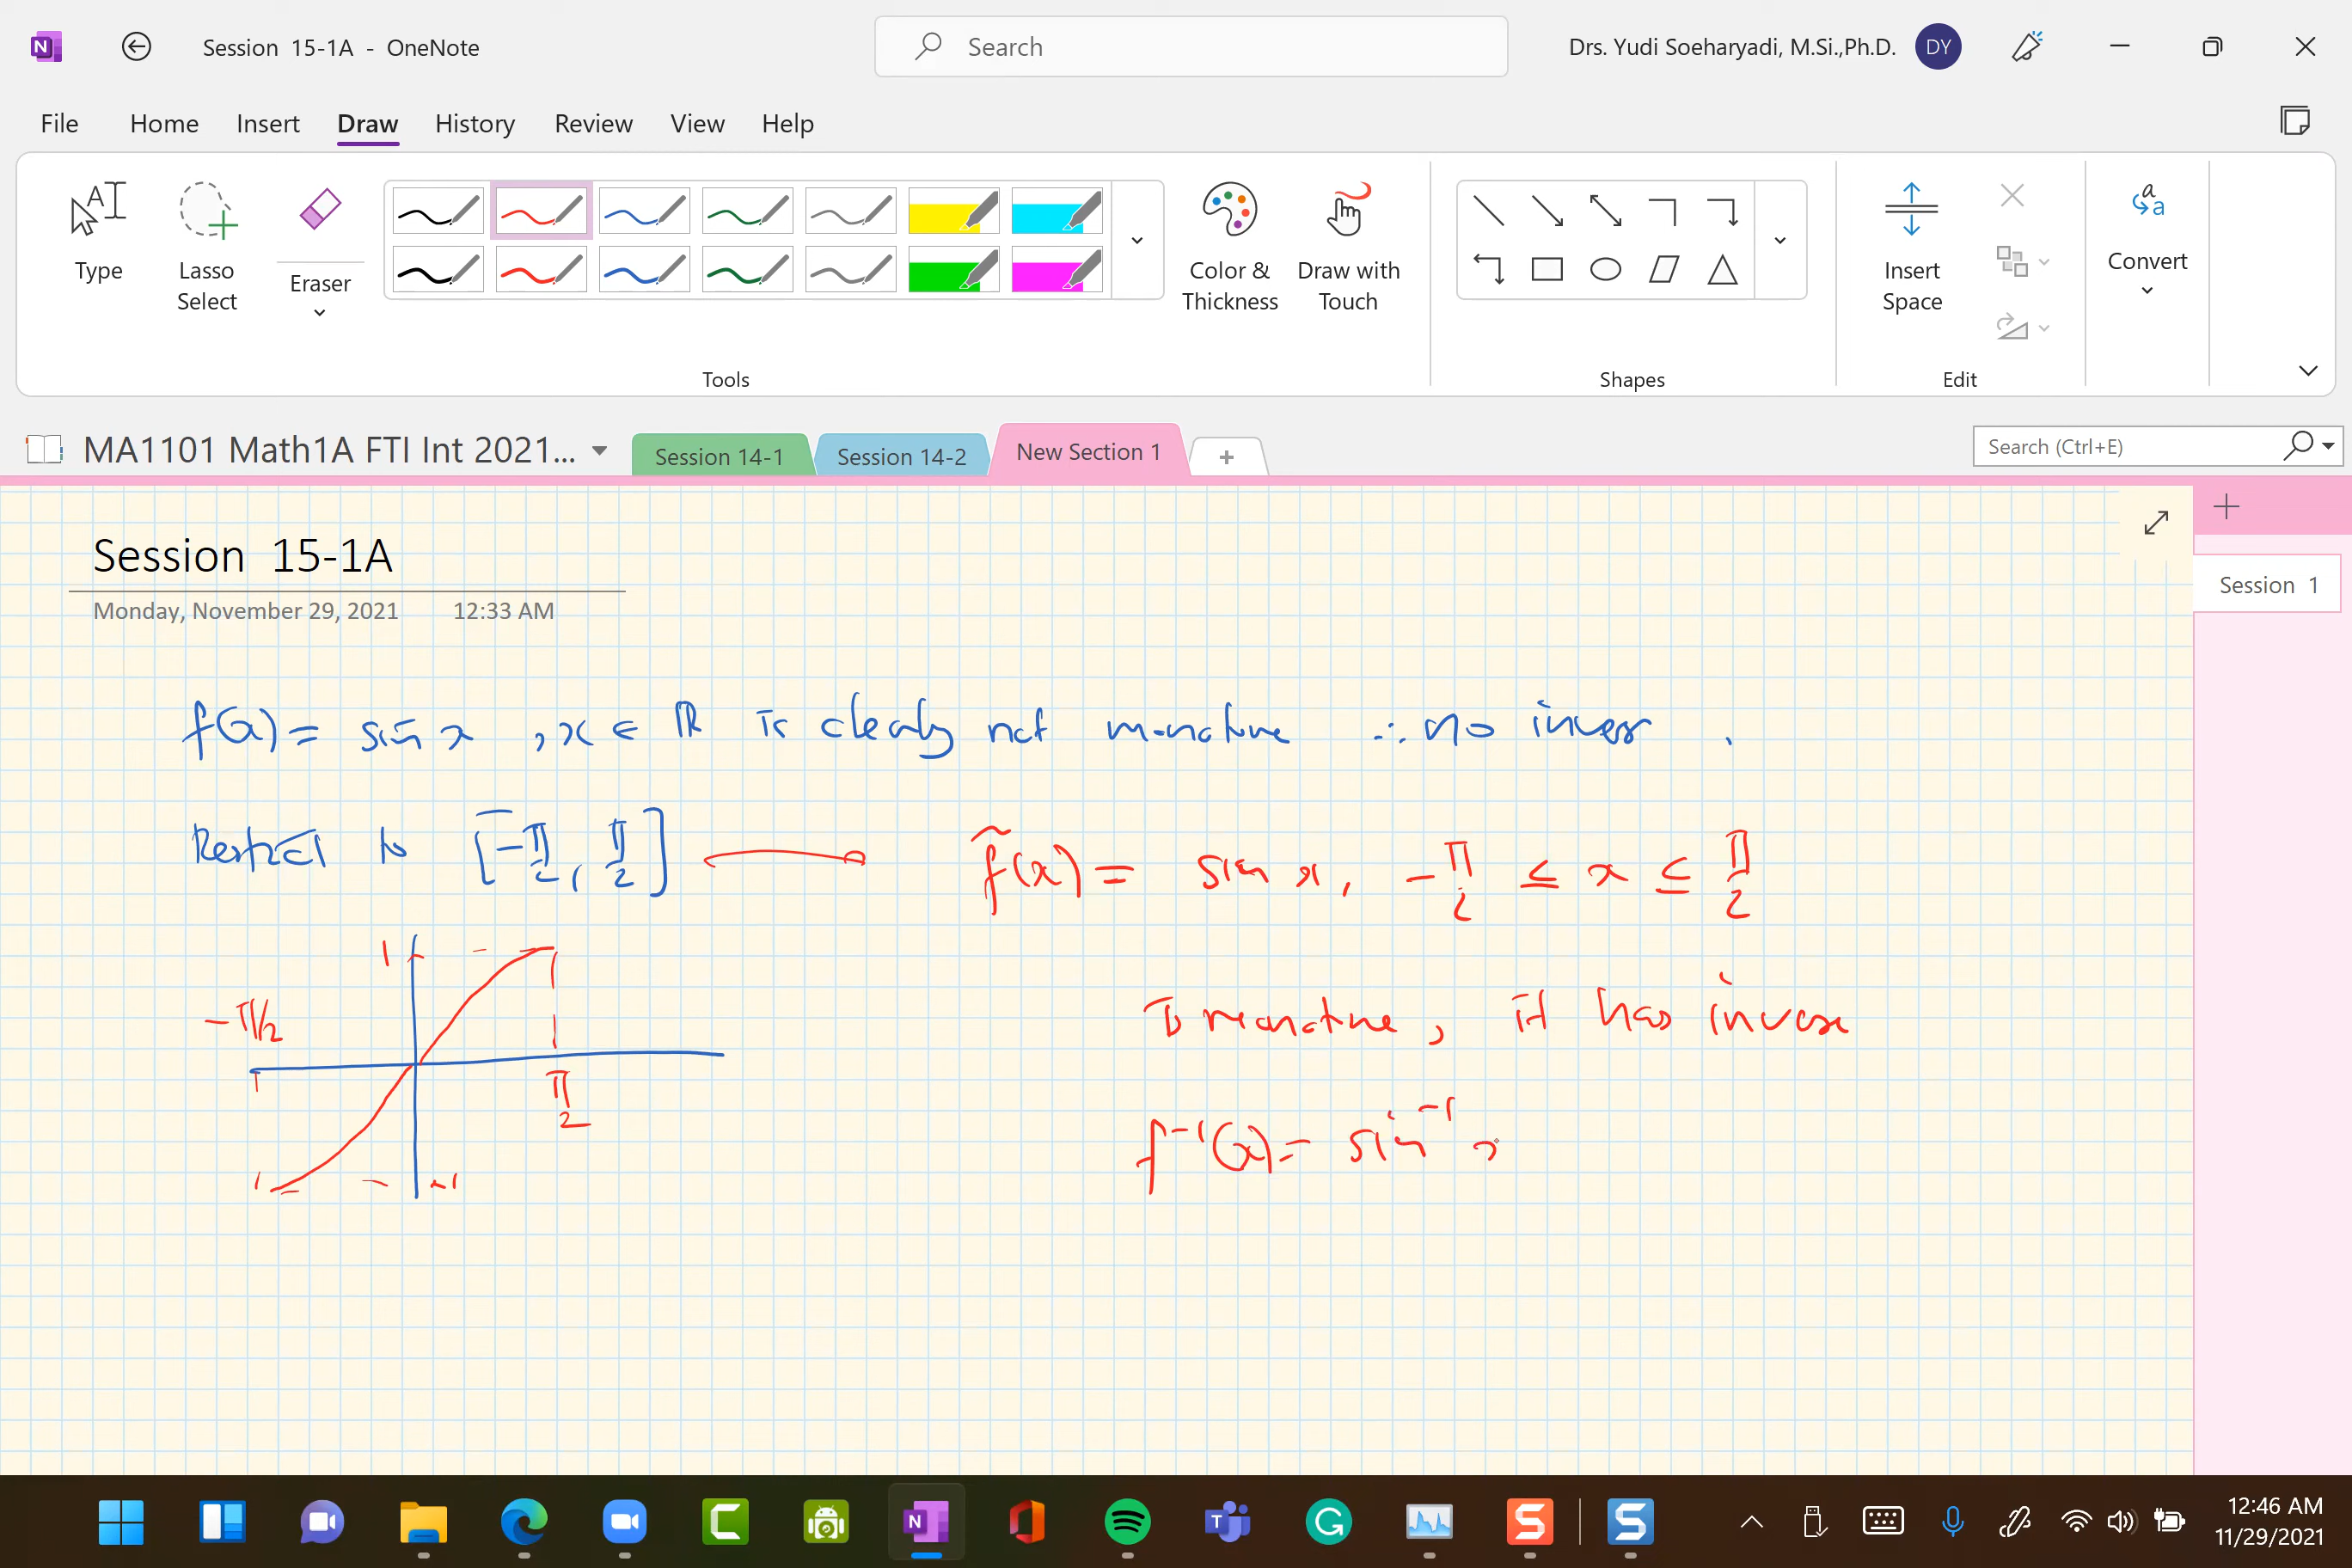 Session 15-1A - OneNote
Search
Drs. Yudi Soeharyadi, M.Si.,Ph.D.
DY
File Home Insert Draw History Review View Help
Type
Lasso Select
Eraser
Color & Thickness
Draw with Touch
Insert Space
Convert
Tools
Shapes
Edit
MA1101 Math1A FTI Int 2021...
Session 14-1
Session 14-2
New Section 1
Search (Ctrl+E)
Session 15-1A
Monday, November 29, 2021 12:33 AM
Session 1
f(x) = sin x , x ∈ ℝ is clearly not monotone ∴ no invers .
Restrict to [-π/2, π/2]
f̃(x) = sin x, -π/2 ≤ x ≤ π/2
1
-π/2
π/2
-1
Is monotone, it has inverse
f⁻¹(x) = sin⁻¹
12:46 AM
11/29/2021